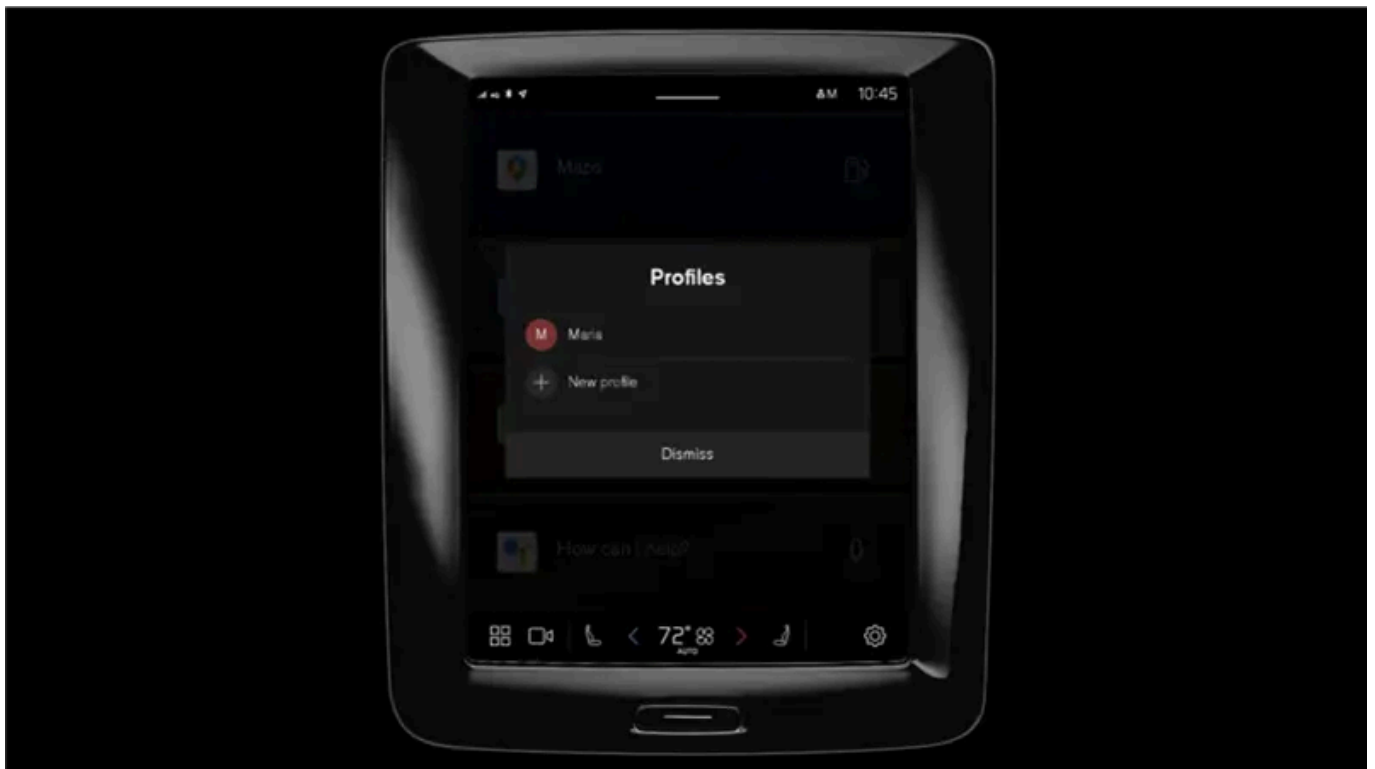 M 10:45
Maps
Profiles
M Maria
New profile
Dismiss
How can I help?
72°
AUTO